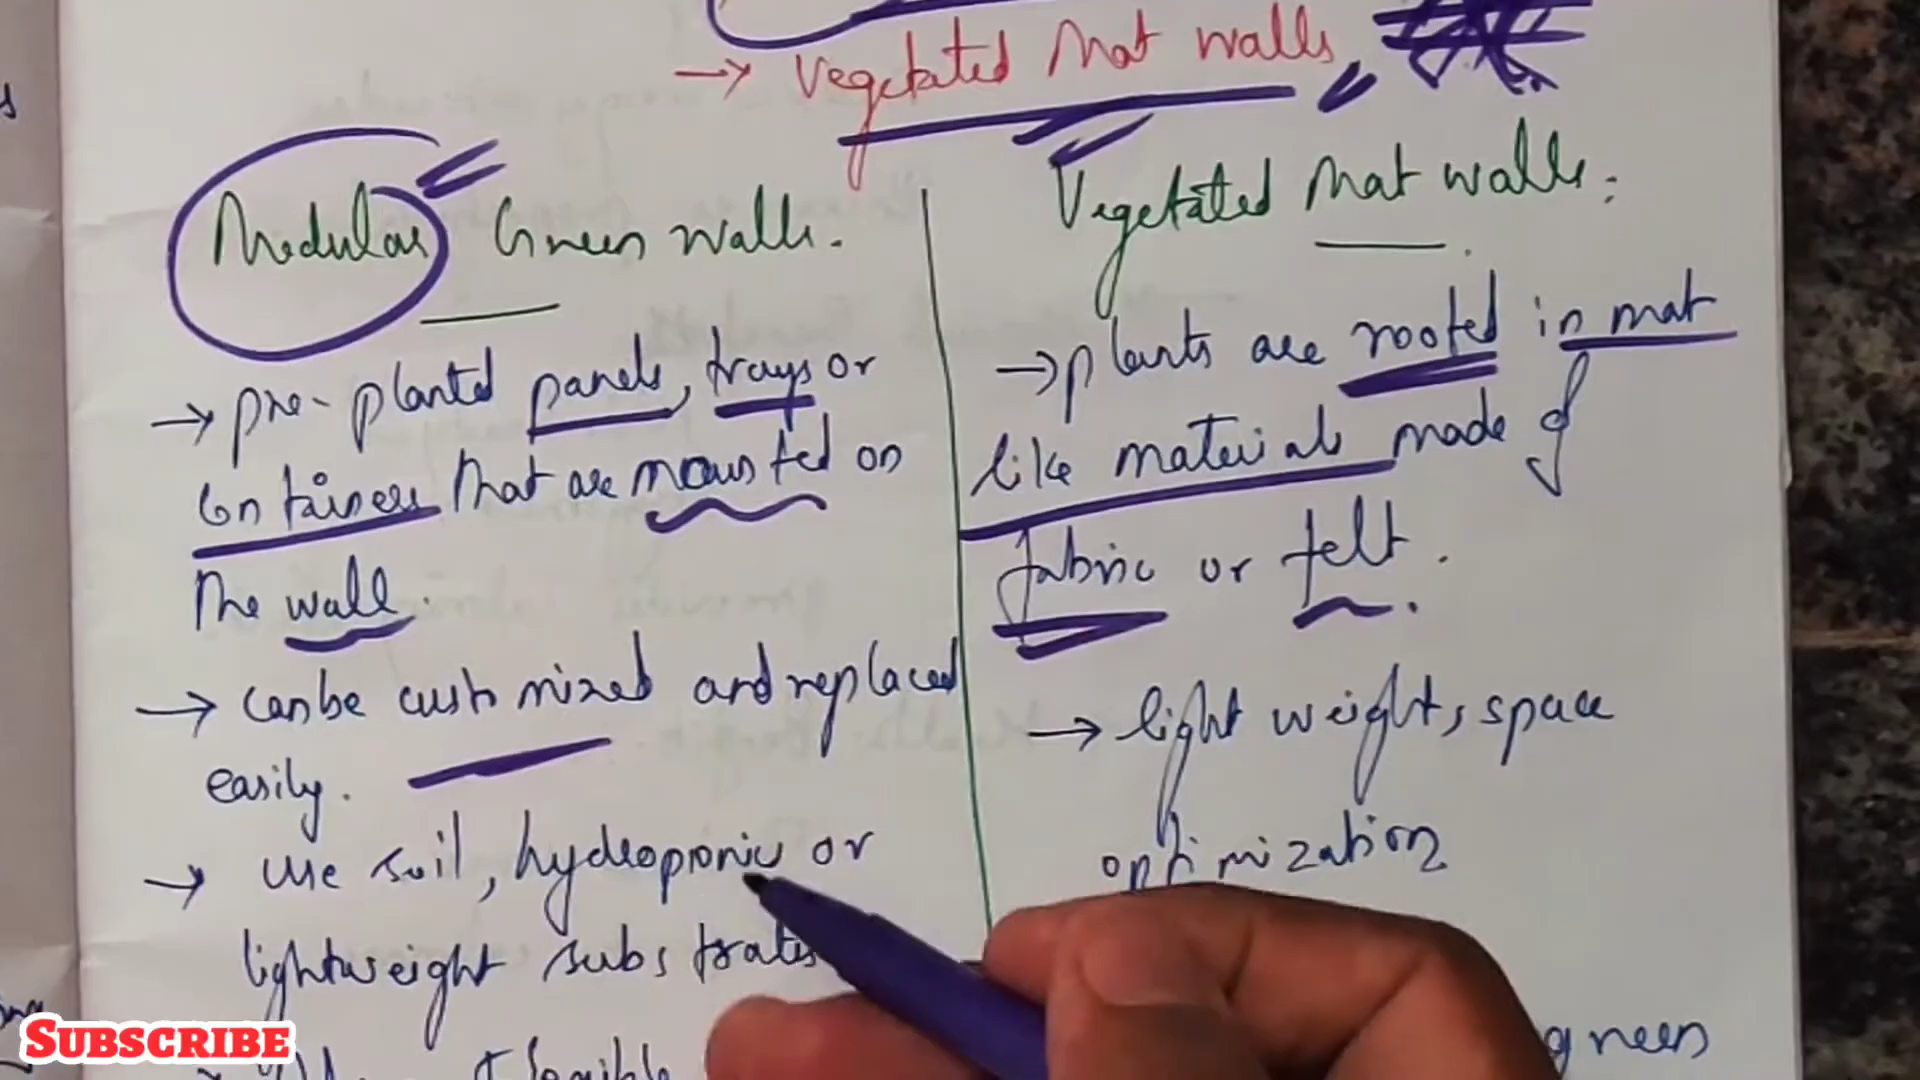 → Vegetated Mat walls
Modular Green walls.
→ pre-planted panels, trays or
containers that are mounted on
the wall.
→ can be customized and replaced
easily.
→ use soil, hydroponic or
lightweight substrates
Vegetated Mat walls:
→ plants are rooted in mat
like materials made of
fabric or felt.
→ light weight, space
optimization
green
SUBSCRIBE